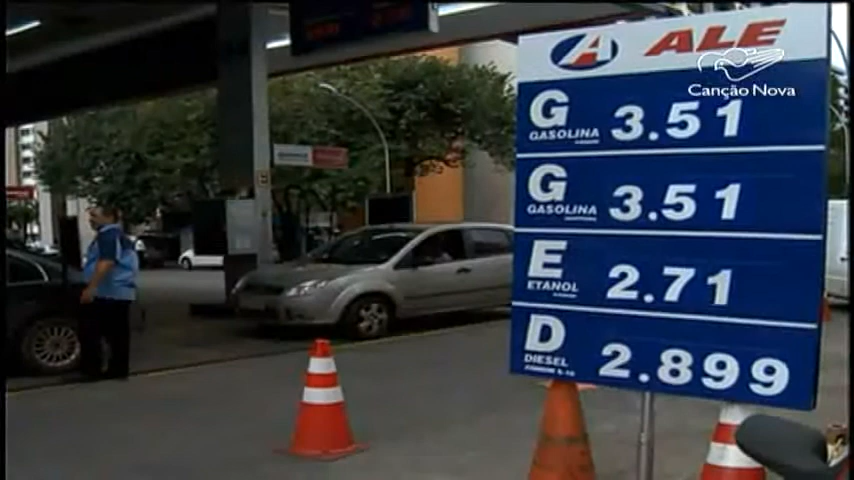 ALE
Canção Nova
G
GASOLINA
3.51
G
GASOLINA
3.51
E
ETANOL
2.71
D
DIESEL
2.899